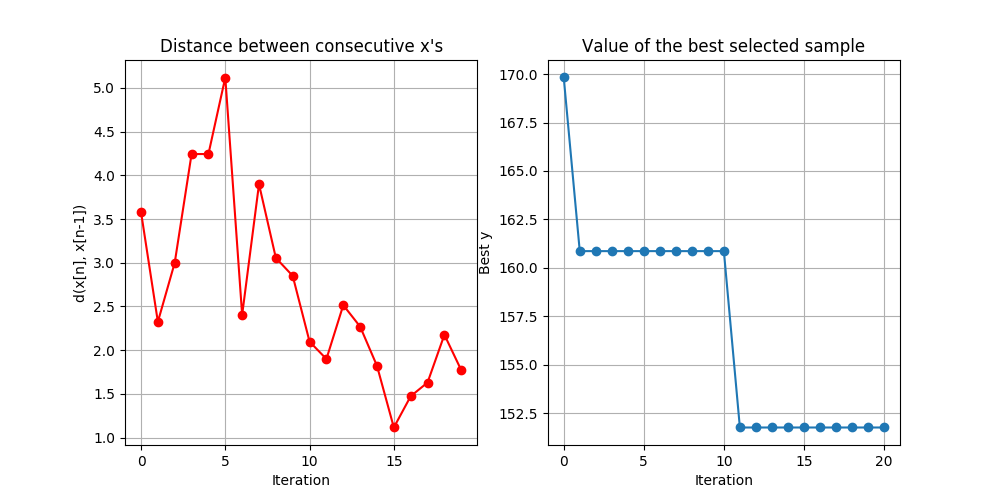 Distance between consecutive x's
d(x[n], x[n-1])
5.0
4.5
4.0
3.5
3.0
2.5
2.0
1.5
1.0
0 5 10 15
Iteration
Value of the best selected sample
Best y
170.0
167.5
165.0
162.5
160.0
157.5
155.0
152.5
0 5 10 15 20
Iteration